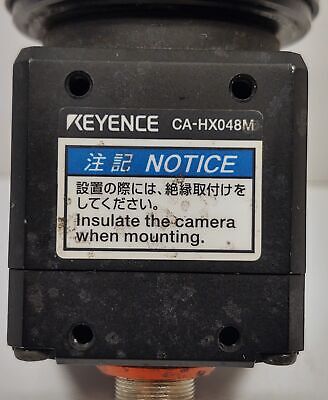 KEYENCE CA-HX048M
注記 NOTICE
設置の際には、絶縁取付けを
してください。
Insulate the camera
when mounting.